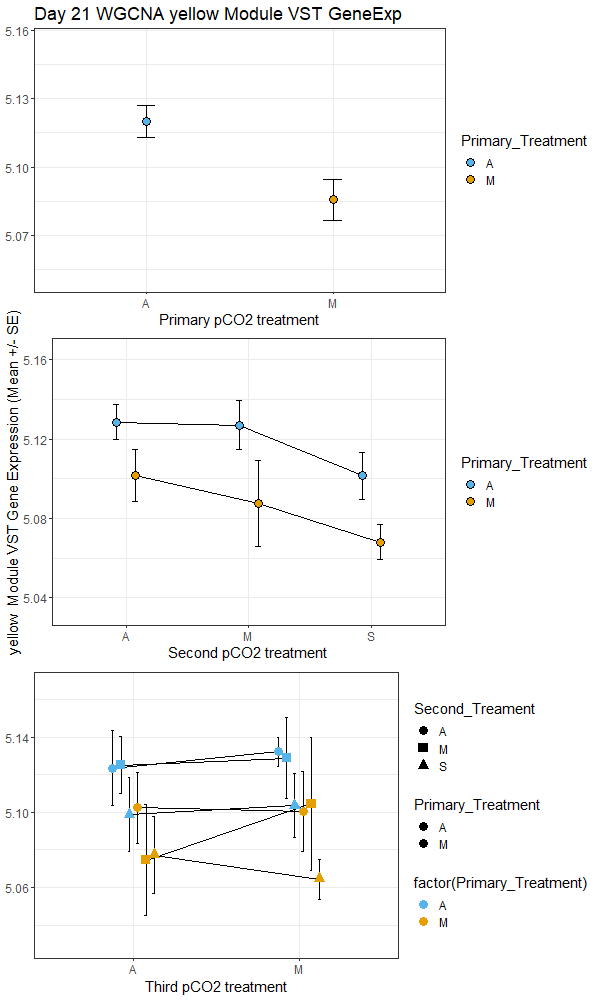 Day 21 WGCNA yellow Module VST GeneExp
5.16
5.13
5.10
5.07
A
M
Primary pCO2 treatment
Primary_Treatment
A
M
yellow  Module VST Gene Expression (Mean +/- SE)
5.16
5.12
5.08
5.04
A
M
S
Second pCO2 treatment
Primary_Treatment
A
M
5.14
5.10
5.06
A
M
Third pCO2 treatment
Second_Treament
A
M
S
Primary_Treatment
A
M
factor(Primary_Treatment)
A
M